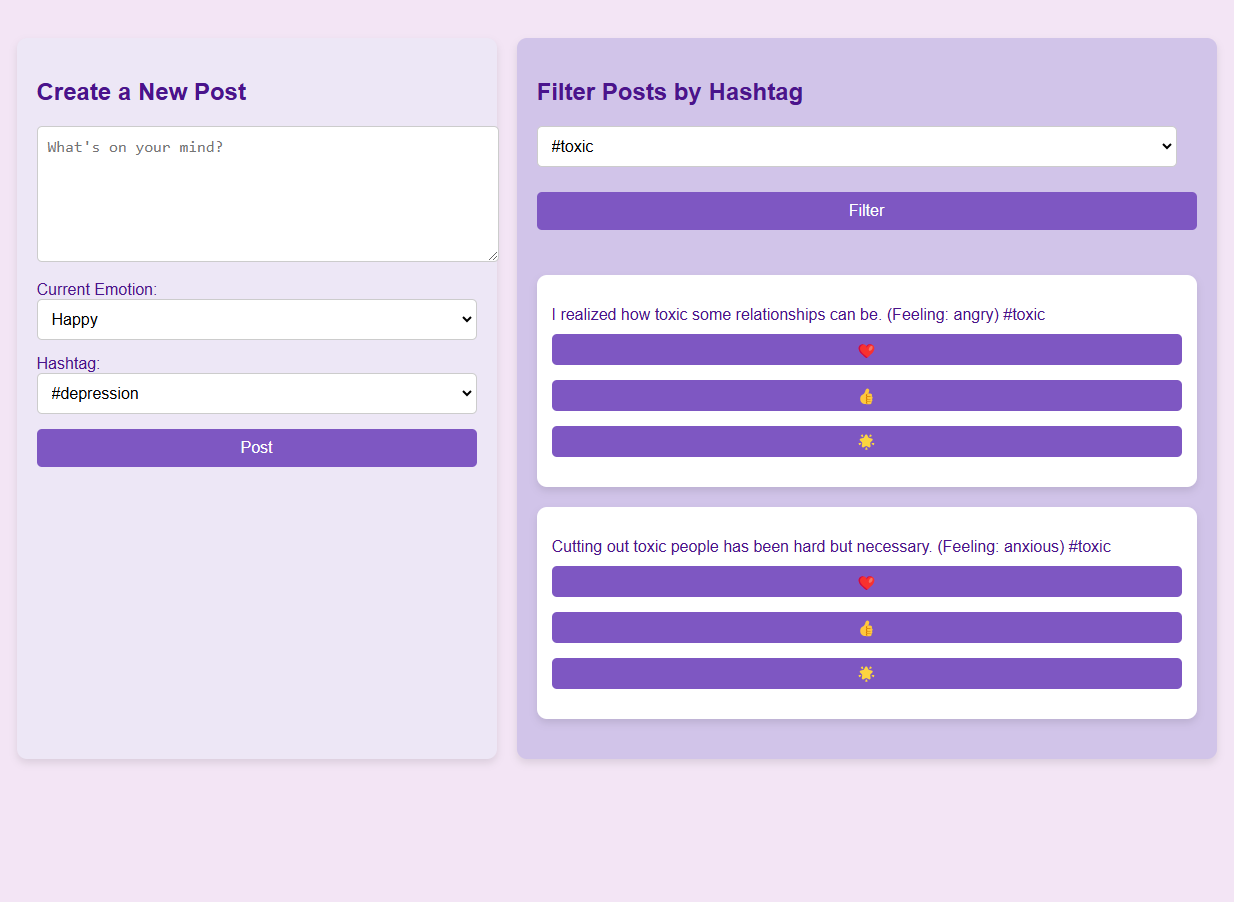 Create a New Post
What's on your mind?
Current Emotion:
Happy
Hashtag:
#depression
Post
Filter Posts by Hashtag
#toxic
Filter
I realized how toxic some relationships can be. (Feeling: angry) #toxic
❤️
👍
🌟
Cutting out toxic people has been hard but necessary. (Feeling: anxious) #toxic
❤️
👍
🌟